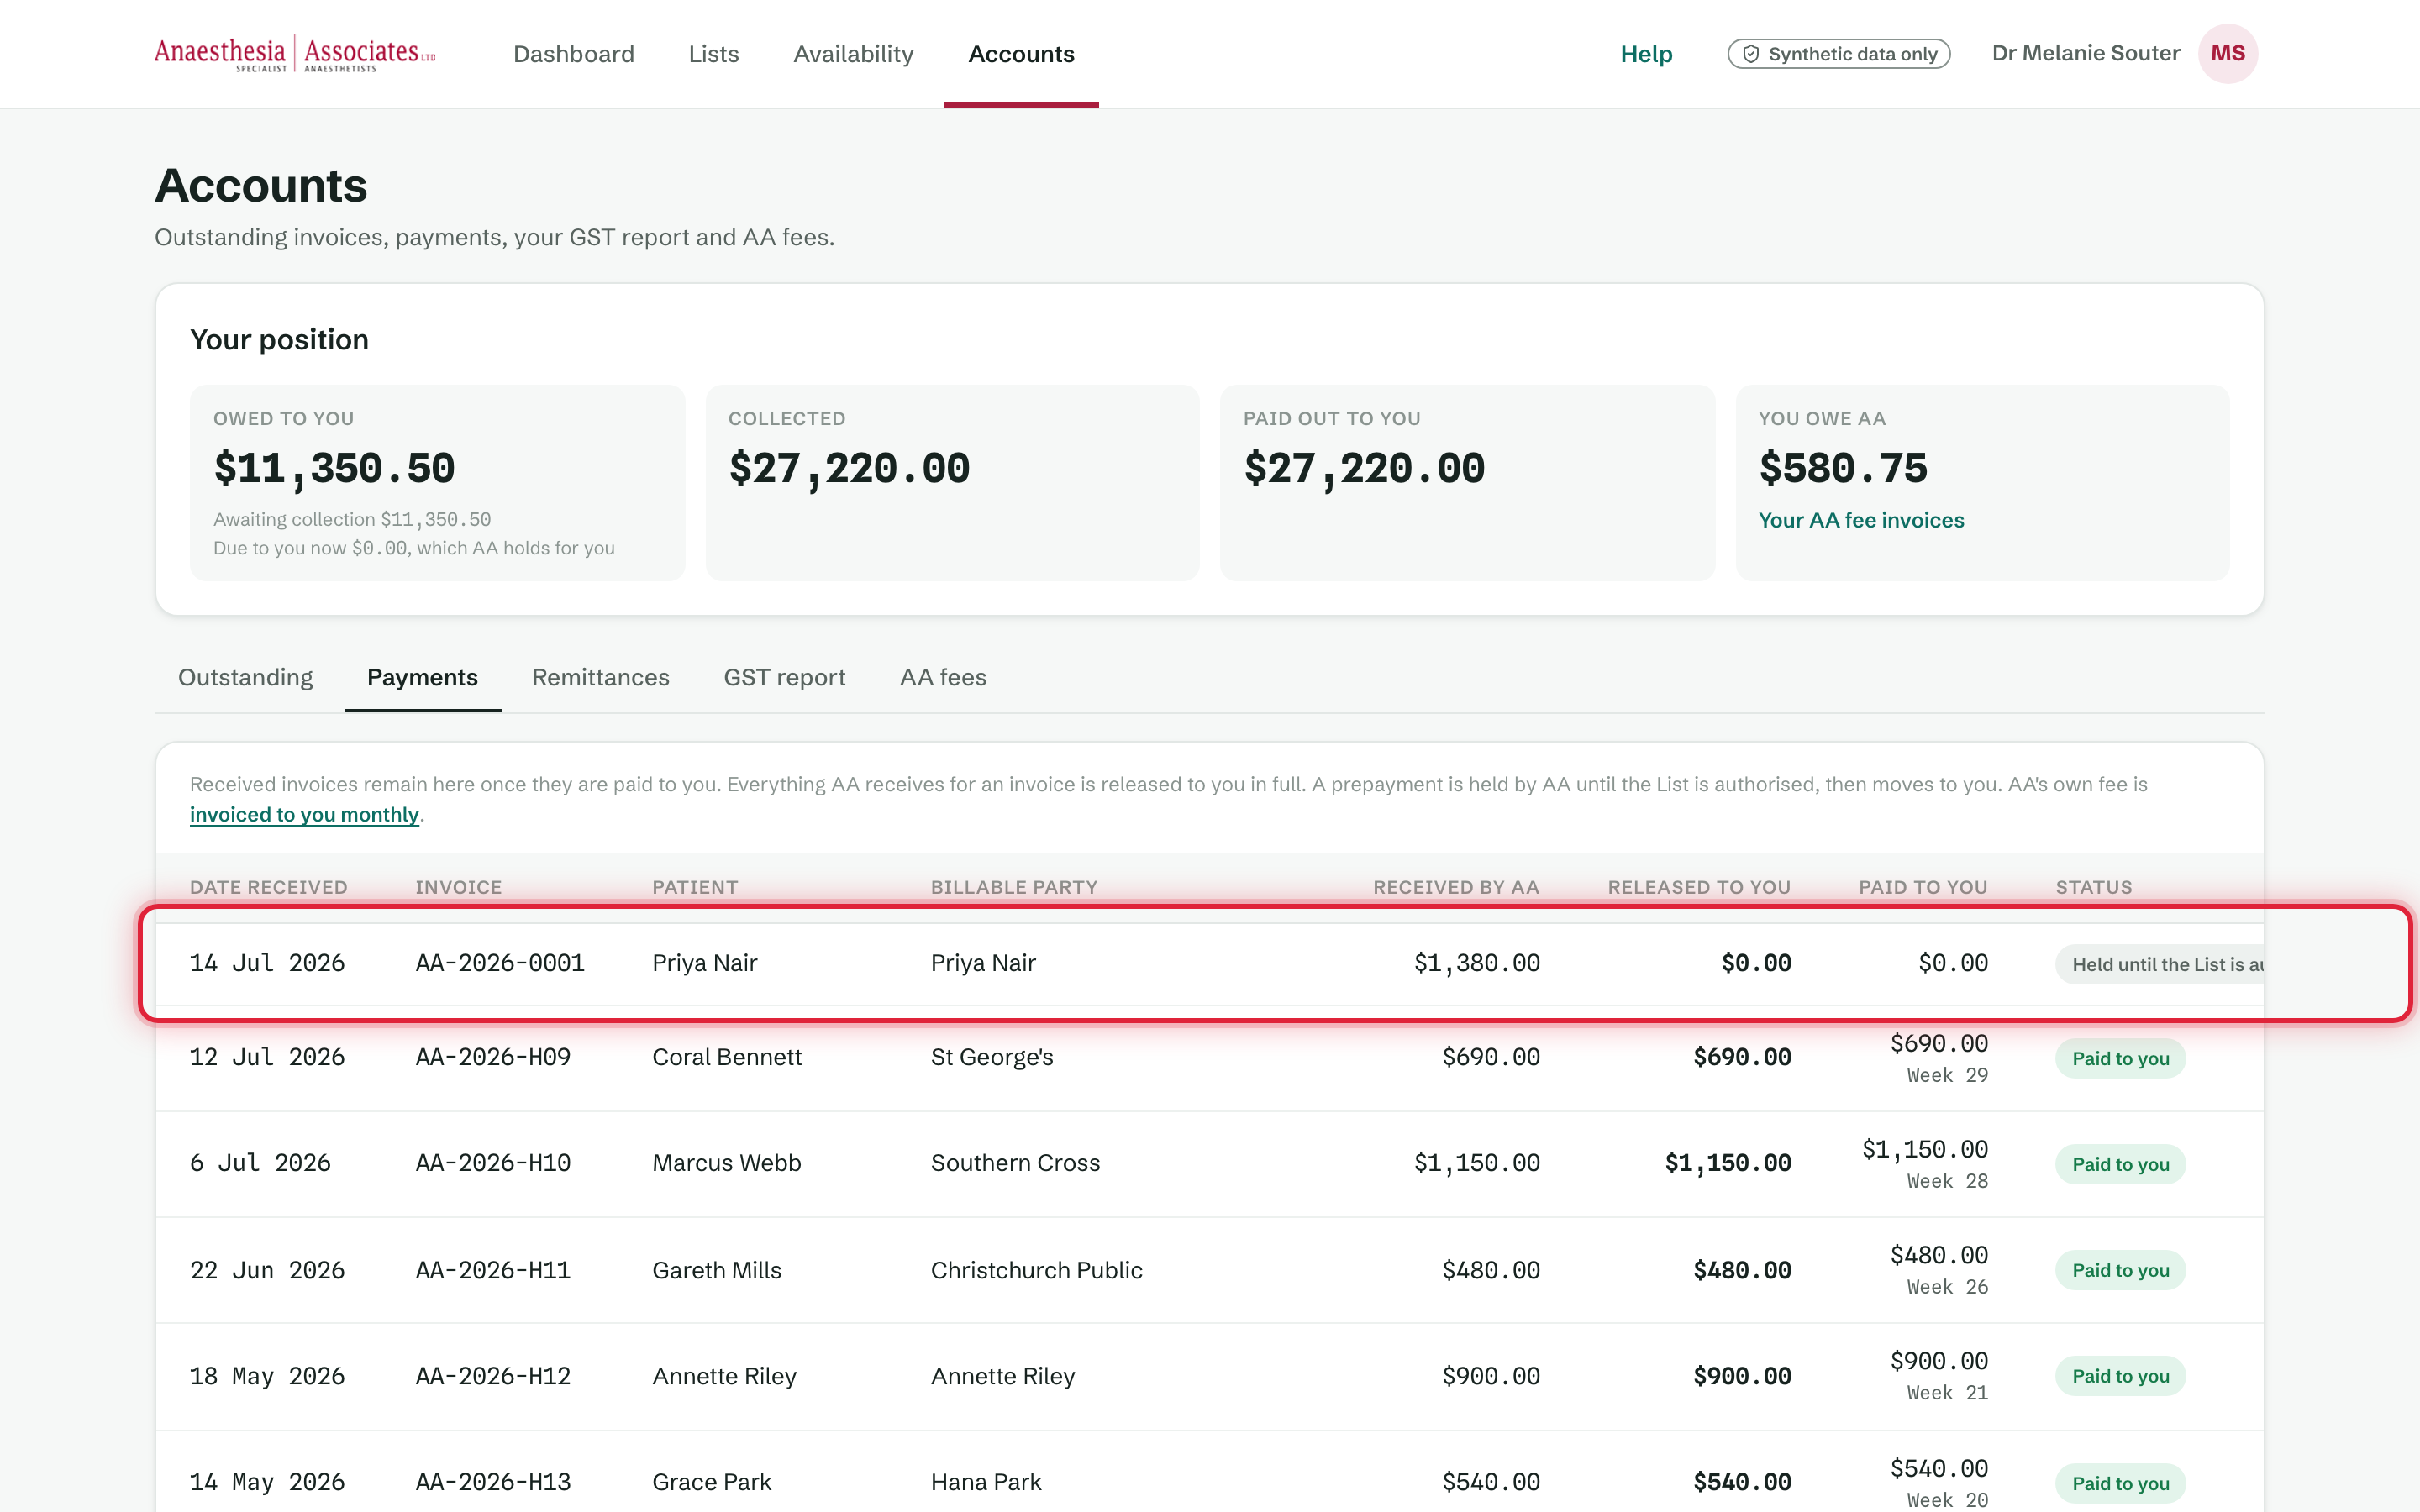 Anaesthesia Associates LTD
SPECIALIST ANAESTHETISTS
Dashboard Lists Availability Accounts Help Synthetic data only Dr Melanie Souter MS
Accounts
Outstanding invoices, payments, your GST report and AA fees.
Your position
OWED TO YOU COLLECTED PAID OUT TO YOU YOU OWE AA
$11,350.50 $27,220.00 $27,220.00 $580.75
Awaiting collection $11,350.50 Your AA fee invoices
Due to you now $0.00, which AA holds for you
Outstanding Payments Remittances GST report AA fees
Received invoices remain here once they are paid to you. Everything AA receives for an invoice is released to you in full. A prepayment is held by AA until the List is authorised, then moves to you. AA's own fee is
invoiced to you monthly.
DATE RECEIVED INVOICE PATIENT BILLABLE PARTY RECEIVED BY AA RELEASED TO YOU PAID TO YOU STATUS
14 Jul 2026 AA-2026-0001 Priya Nair Priya Nair $1,380.00 $0.00 $0.00 Held until the List is au
12 Jul 2026 AA-2026-H09 Coral Bennett St George's $690.00 $690.00 $690.00 Paid to you
Week 29
6 Jul 2026 AA-2026-H10 Marcus Webb Southern Cross $1,150.00 $1,150.00 $1,150.00 Paid to you
Week 28
22 Jun 2026 AA-2026-H11 Gareth Mills Christchurch Public $480.00 $480.00 $480.00 Paid to you
Week 26
18 May 2026 AA-2026-H12 Annette Riley Annette Riley $900.00 $900.00 $900.00 Paid to you
Week 21
14 May 2026 AA-2026-H13 Grace Park Hana Park $540.00 $540.00 $540.00 Paid to you
Week 20